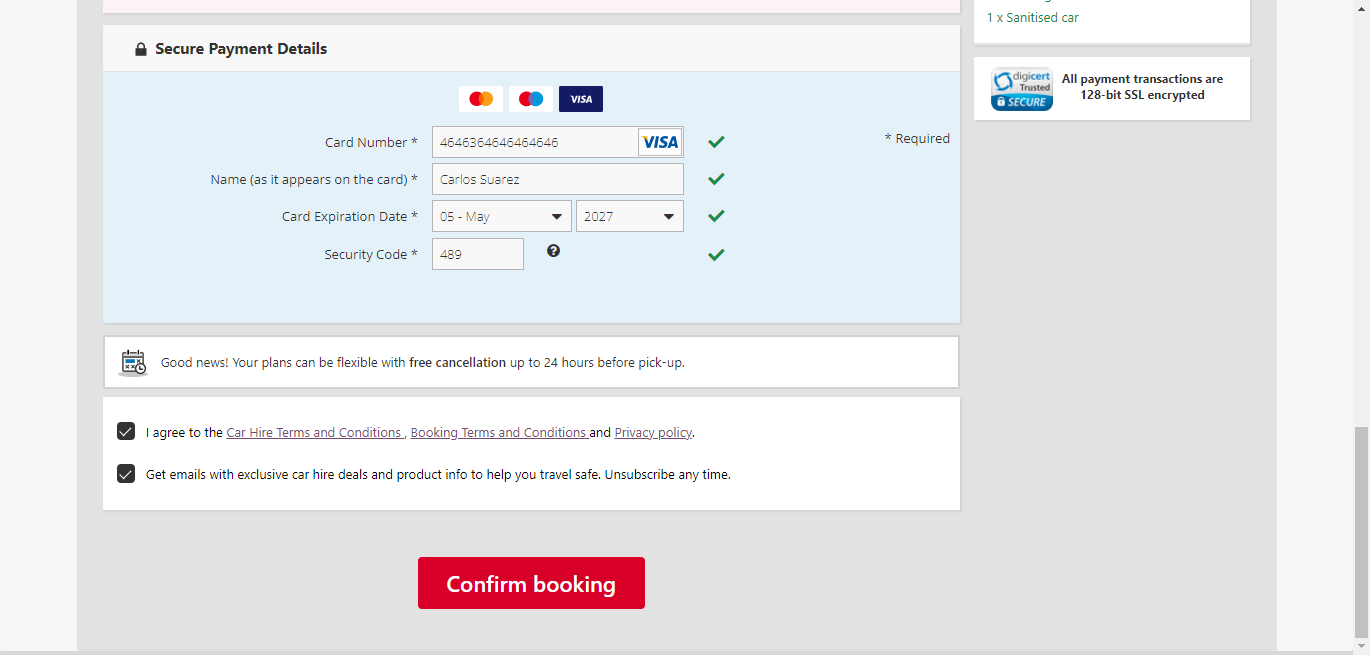 1 x Sanitised car
Secure Payment Details
digicert
Trusted
SECURE
All payment transactions are
128-bit SSL encrypted
VISA
Card Number *
4646364646464646
VISA
* Required
Name (as it appears on the card) *
Carlos Suarez
Card Expiration Date *
05 - May
2027
Security Code *
489
?
Good news! Your plans can be flexible with free cancellation up to 24 hours before pick-up.
I agree to the Car Hire Terms and Conditions , Booking Terms and Conditions and Privacy policy.
Get emails with exclusive car hire deals and product info to help you travel safe. Unsubscribe any time.
Confirm booking